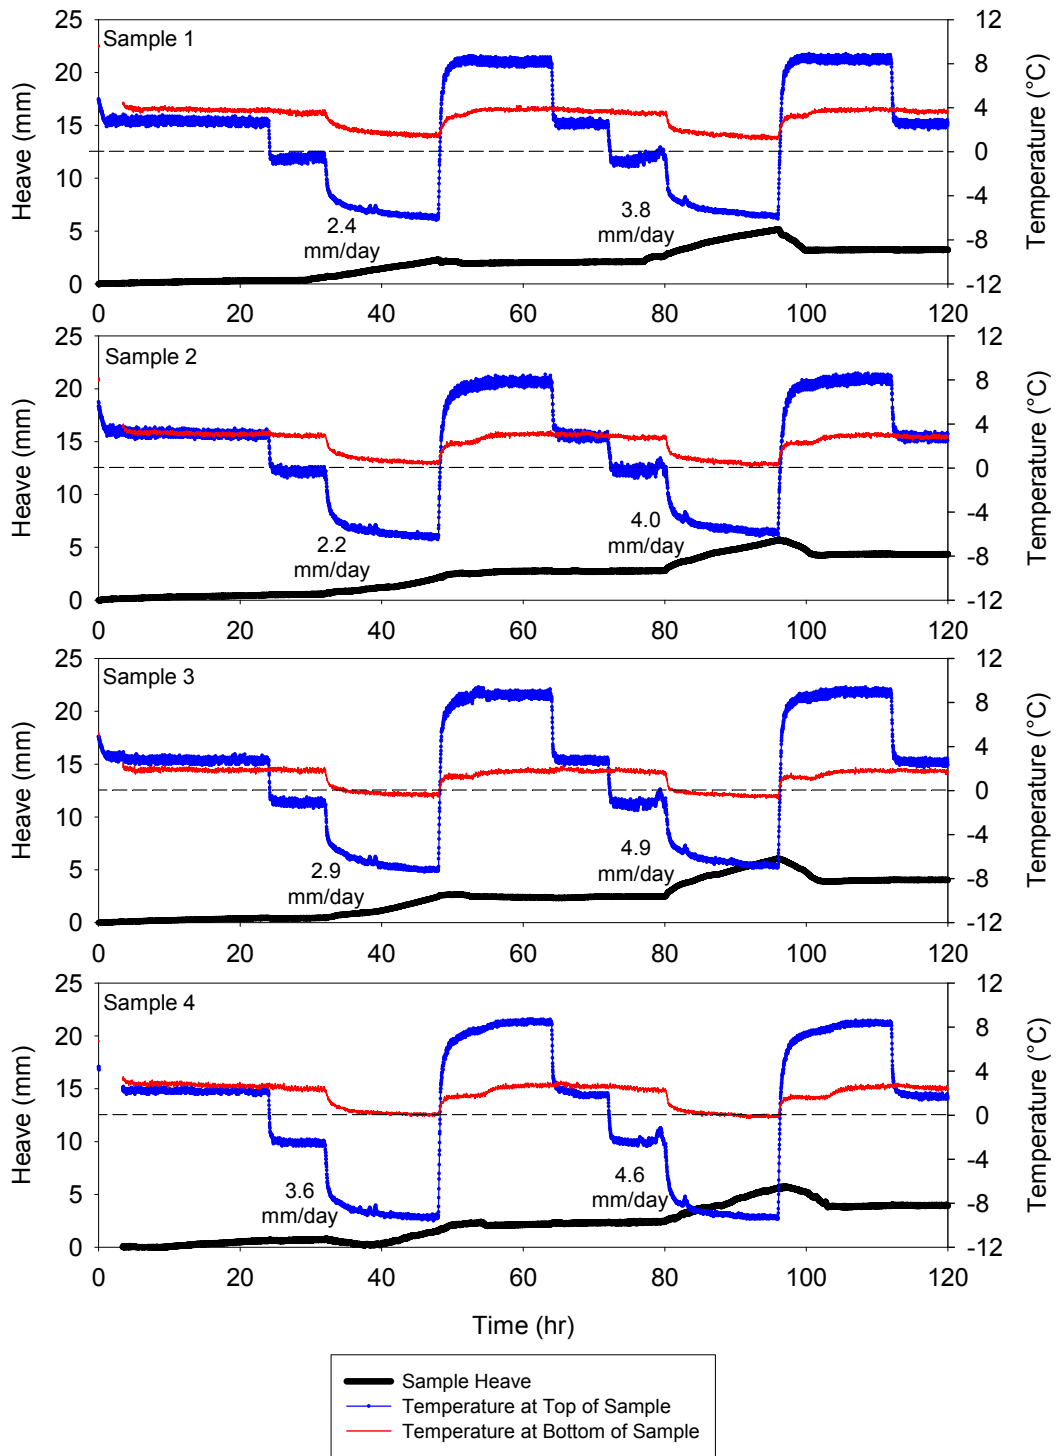 Sample 1
Heave (mm)
25
20
15
10
5
0
12
8
4
0
-4
-8
-12
Temperature (°C)
2.4
mm/day
3.8
mm/day
0 20 40 60 80 100 120
Sample 2
Heave (mm)
25
20
15
10
5
0
12
8
4
0
-4
-8
-12
Temperature (°C)
2.2
mm/day
4.0
mm/day
0 20 40 60 80 100 120
Sample 3
Heave (mm)
25
20
15
10
5
0
12
8
4
0
-4
-8
-12
Temperature (°C)
2.9
mm/day
4.9
mm/day
0 20 40 60 80 100 120
Sample 4
Heave (mm)
25
20
15
10
5
0
12
8
4
0
-4
-8
-12
Temperature (°C)
3.6
mm/day
4.6
mm/day
0 20 40 60 80 100 120
Time (hr)
Sample Heave
Temperature at Top of Sample
Temperature at Bottom of Sample